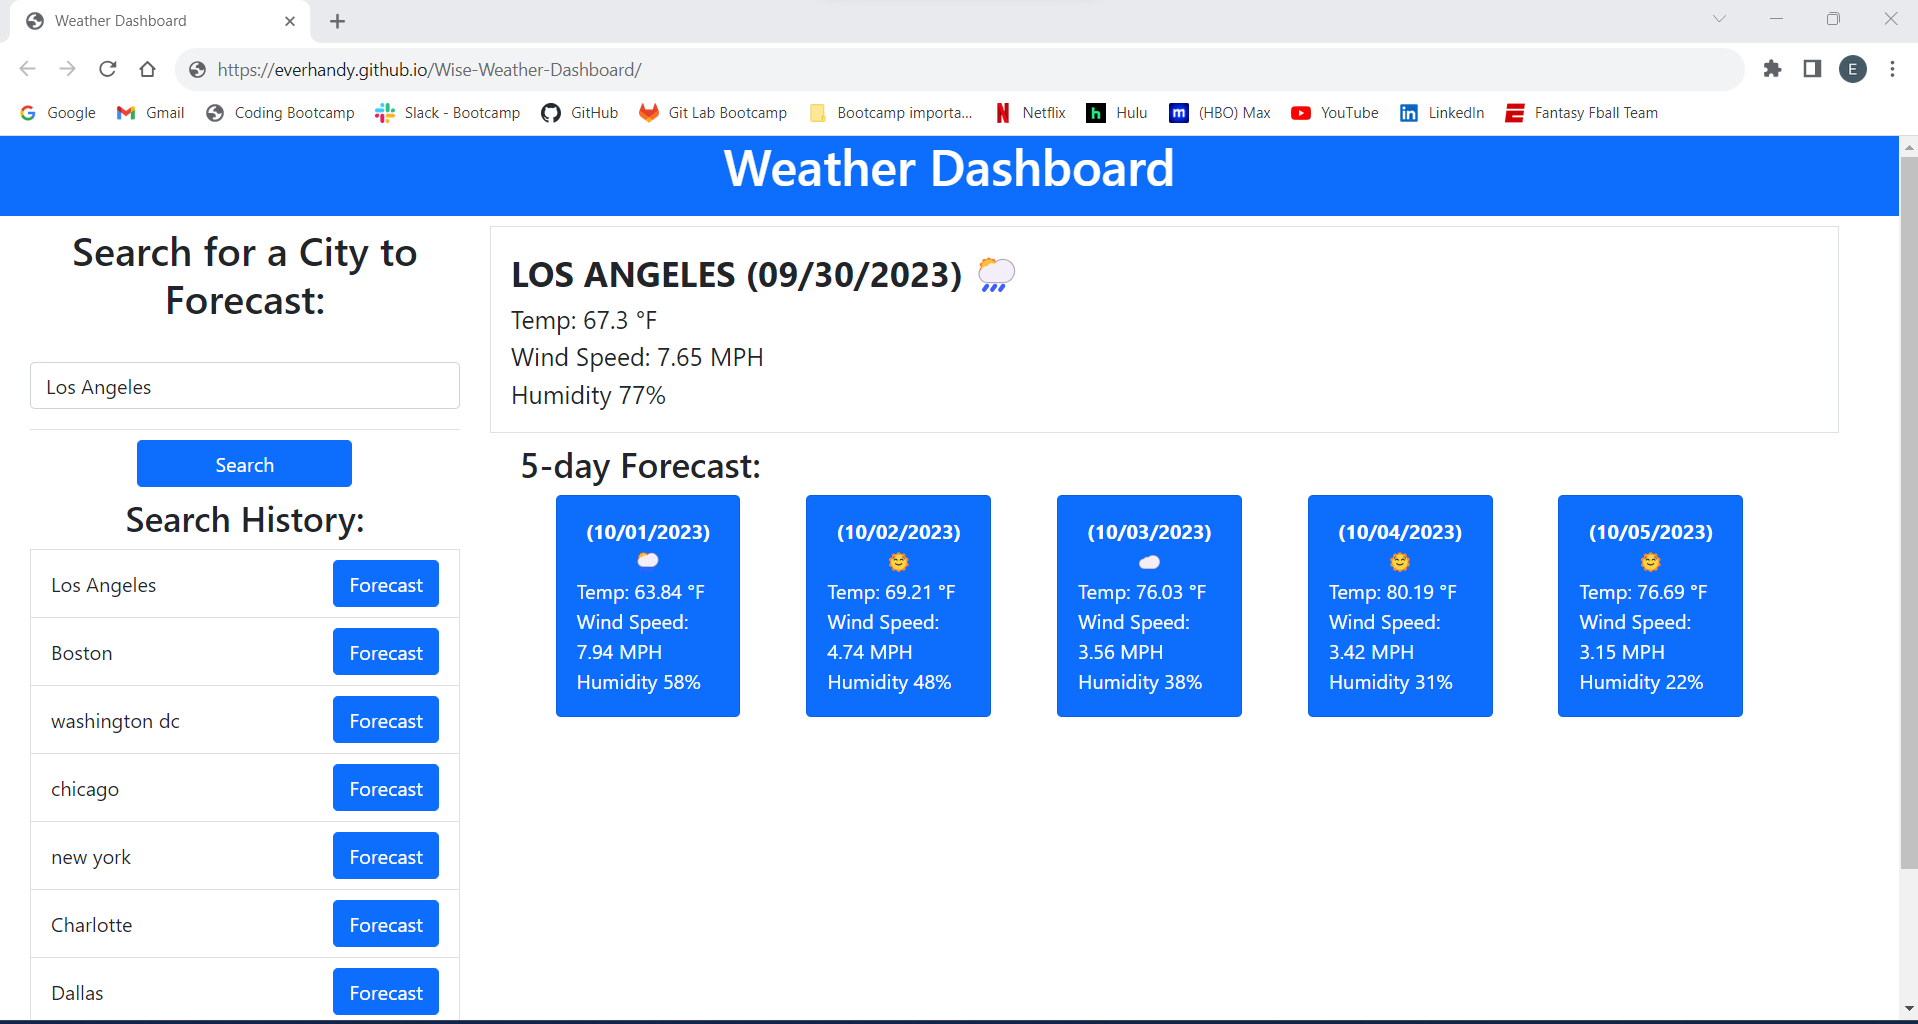 Weather Dashboard
https://everhandy.github.io/Wise-Weather-Dashboard/
E
Google Gmail Coding Bootcamp Slack - Bootcamp GitHub Git Lab Bootcamp Bootcamp importa... Netflix Hulu (HBO) Max YouTube LinkedIn Fantasy Fball Team
Weather Dashboard
Search for a City to
Forecast:
Los Angeles
Search
Search History:
Los Angeles Forecast
Boston Forecast
washington dc Forecast
chicago Forecast
new york Forecast
Charlotte Forecast
Dallas Forecast
LOS ANGELES (09/30/2023)
Temp: 67.3 °F
Wind Speed: 7.65 MPH
Humidity 77%
5-day Forecast:
(10/01/2023)
Temp: 63.84 °F
Wind Speed:
7.94 MPH
Humidity 58%
(10/02/2023)
Temp: 69.21 °F
Wind Speed:
4.74 MPH
Humidity 48%
(10/03/2023)
Temp: 76.03 °F
Wind Speed:
3.56 MPH
Humidity 38%
(10/04/2023)
Temp: 80.19 °F
Wind Speed:
3.42 MPH
Humidity 31%
(10/05/2023)
Temp: 76.69 °F
Wind Speed:
3.15 MPH
Humidity 22%